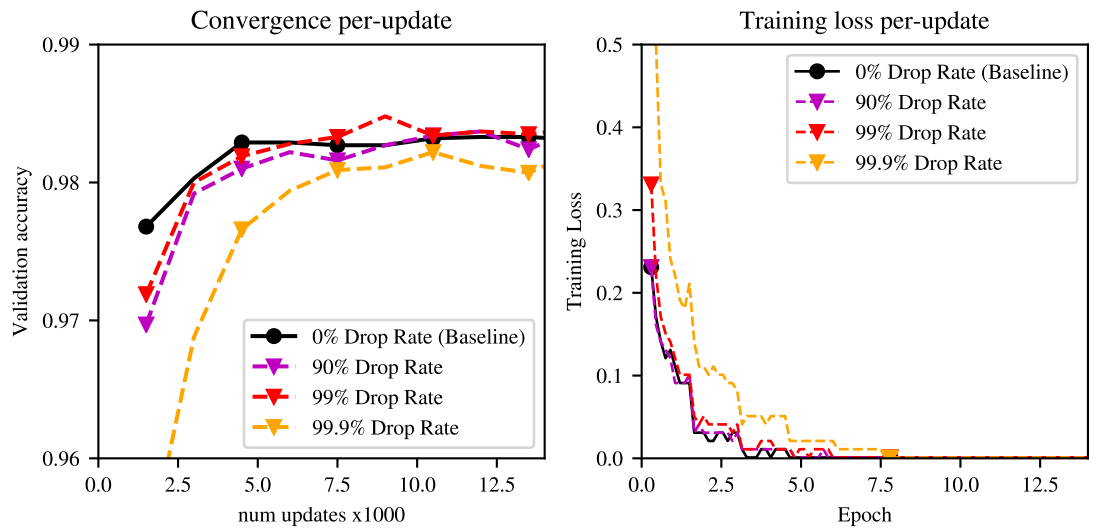 Convergence per-update
0.99
0.98
0.97
0.96
Validation accuracy
0% Drop Rate (Baseline)
90% Drop Rate
99% Drop Rate
99.9% Drop Rate
0.0 2.5 5.0 7.5 10.0 12.5
num updates x1000
Training loss per-update
0.5
0.4
0.3
0.2
0.1
0.0
Training Loss
0% Drop Rate (Baseline)
90% Drop Rate
99% Drop Rate
99.9% Drop Rate
0.0 2.5 5.0 7.5 10.0 12.5
Epoch